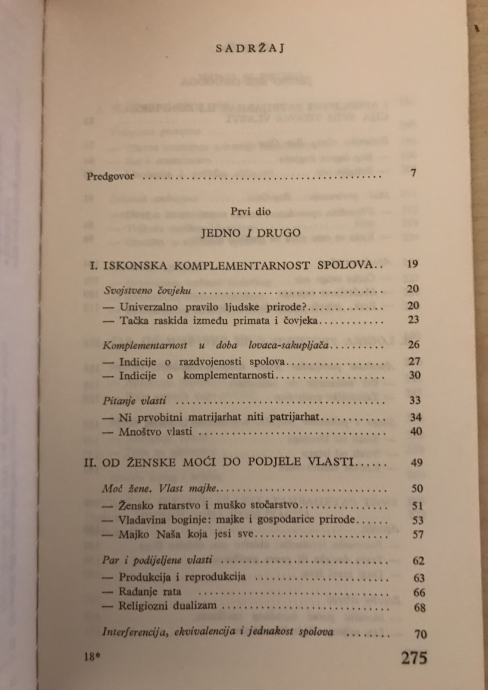 SADRŽAJ
Predgovor ........................................ 7
Prvi dio
JEDNO I DRUGO
I. ISKONSKA KOMPLEMENTARNOST SPOLOVA.. 19
Svojstveno čovjeku ................................ 20
— Univerzalno pravilo ljudske prirode?........... 20
— Tačka raskida između primata i čovjeka........... 23
Komplementarnost u doba lovaca-sakupljača ......... 26
— Indicije o razdvojenosti spolova................ 27
— Indicije o komplementarnosti.................. 30
Pitanje vlasti .................................... 33
— Ni prvobitni matrijarhat niti patrijarhat........... 34
— Mnoštvo vlasti ................................ 40
II. OD ŽENSKE MOĆI DO PODJELE VLASTI...... 49
Moć žene. Vlast majke............................. 50
— Žensko ratarstvo i muško stočarstvo............. 51
— Vladavina boginje: majke i gospodarice prirode...... 53
— Majko Naša koja jesi sve...................... 57
Par i podijeljene vlasti ............................ 62
— Produkcija i reprodukcija ...................... 63
— Rađanje rata ................................ 66
— Religiozni dualizam ........................... 68
Interferencija, ekvivalencija i jednakost spolova ........ 70
18* 275